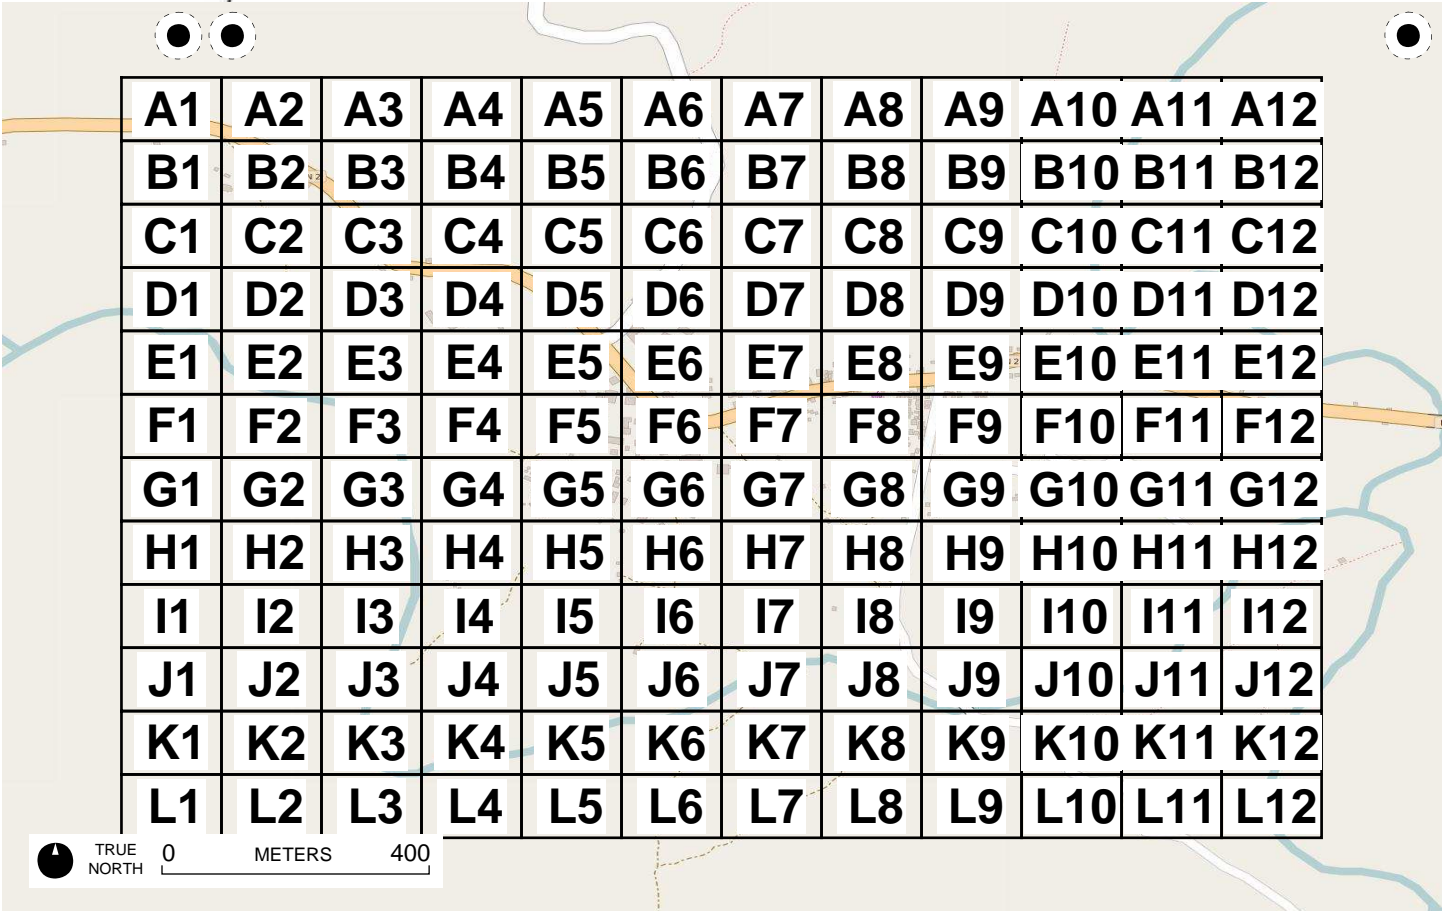 A1 A2 A3 A4 A5 A6 A7 A8 A9 A10 A11 A12
B1 B2 B3 B4 B5 B6 B7 B8 B9 B10 B11 B12
C1 C2 C3 C4 C5 C6 C7 C8 C9 C10 C11 C12
D1 D2 D3 D4 D5 D6 D7 D8 D9 D10 D11 D12
E1 E2 E3 E4 E5 E6 E7 E8 E9 E10 E11 E12
F1 F2 F3 F4 F5 F6 F7 F8 F9 F10 F11 F12
G1 G2 G3 G4 G5 G6 G7 G8 G9 G10 G11 G12
H1 H2 H3 H4 H5 H6 H7 H8 H9 H10 H11 H12
I1 I2 I3 I4 I5 I6 I7 I8 I9 I10 I11 I12
J1 J2 J3 J4 J5 J6 J7 J8 J9 J10 J11 J12
K1 K2 K3 K4 K5 K6 K7 K8 K9 K10 K11 K12
L1 L2 L3 L4 L5 L6 L7 L8 L9 L10 L11 L12
TRUE NORTH
0 METERS 400